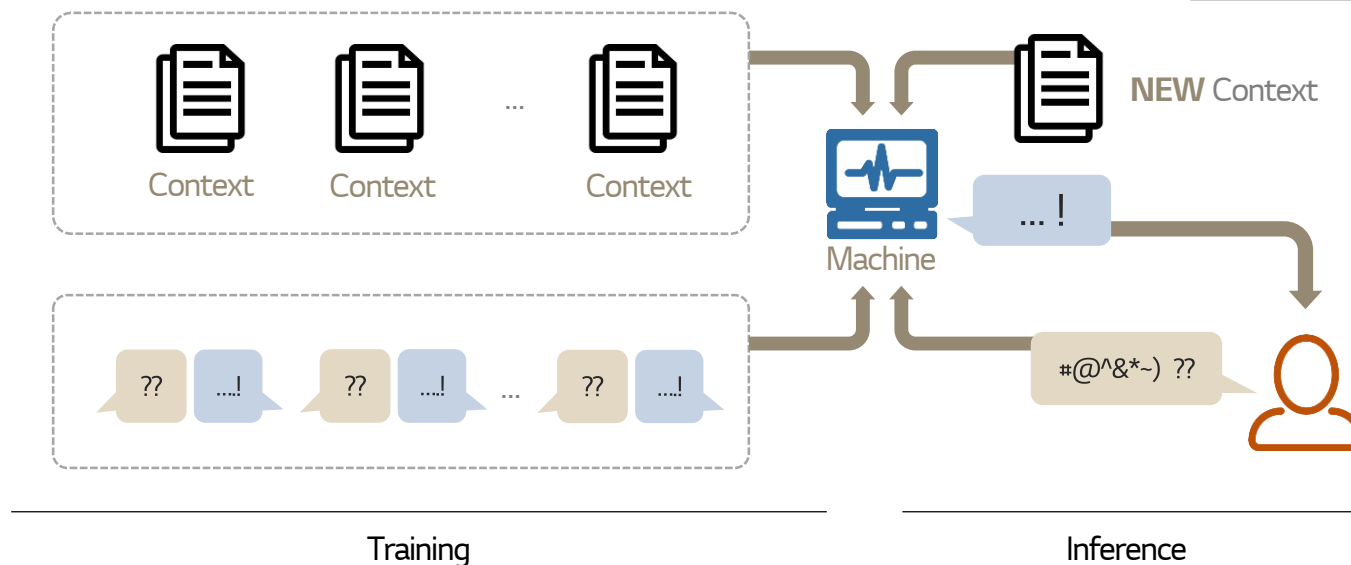 ...
NEW Context
Context
Context
Context
... !
Machine
#@^&*~) ??
??
....!
??
....!
...
??
....!
Training
Inference